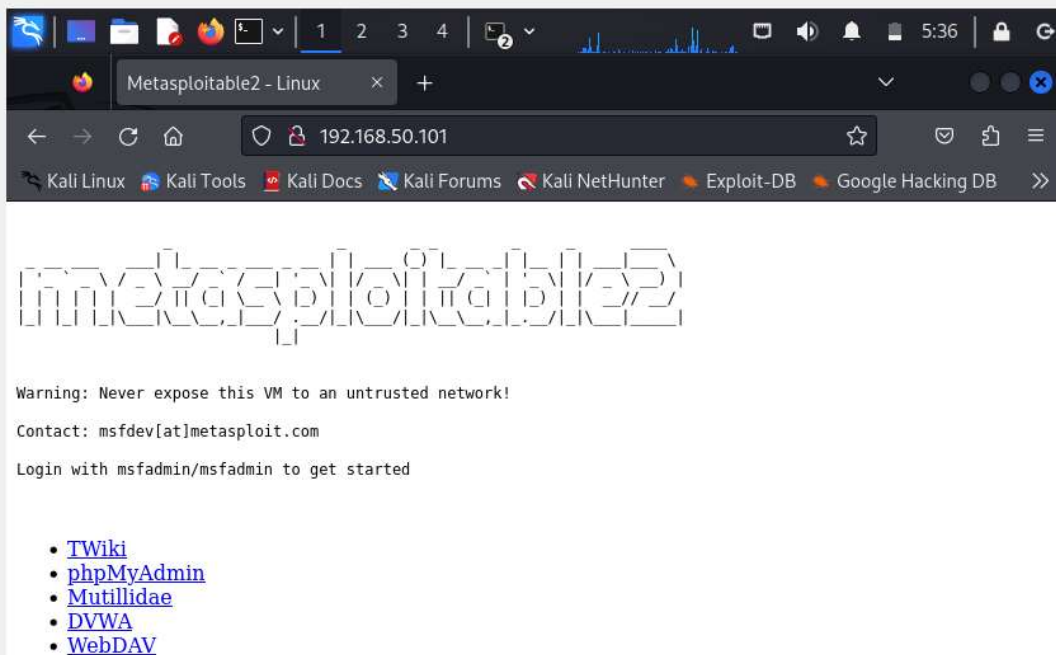 1 2 3 4 2 5:36
Metasploitable2 - Linux
192.168.50.101
Kali Linux Kali Tools Kali Docs Kali Forums Kali NetHunter Exploit-DB Google Hacking DB
metasploitable2
Warning: Never expose this VM to an untrusted network!
Contact: msfdev[at]metasploit.com
Login with msfadmin/msfadmin to get started
• TWiki
• phpMyAdmin
• Mutillidae
• DVWA
• WebDAV